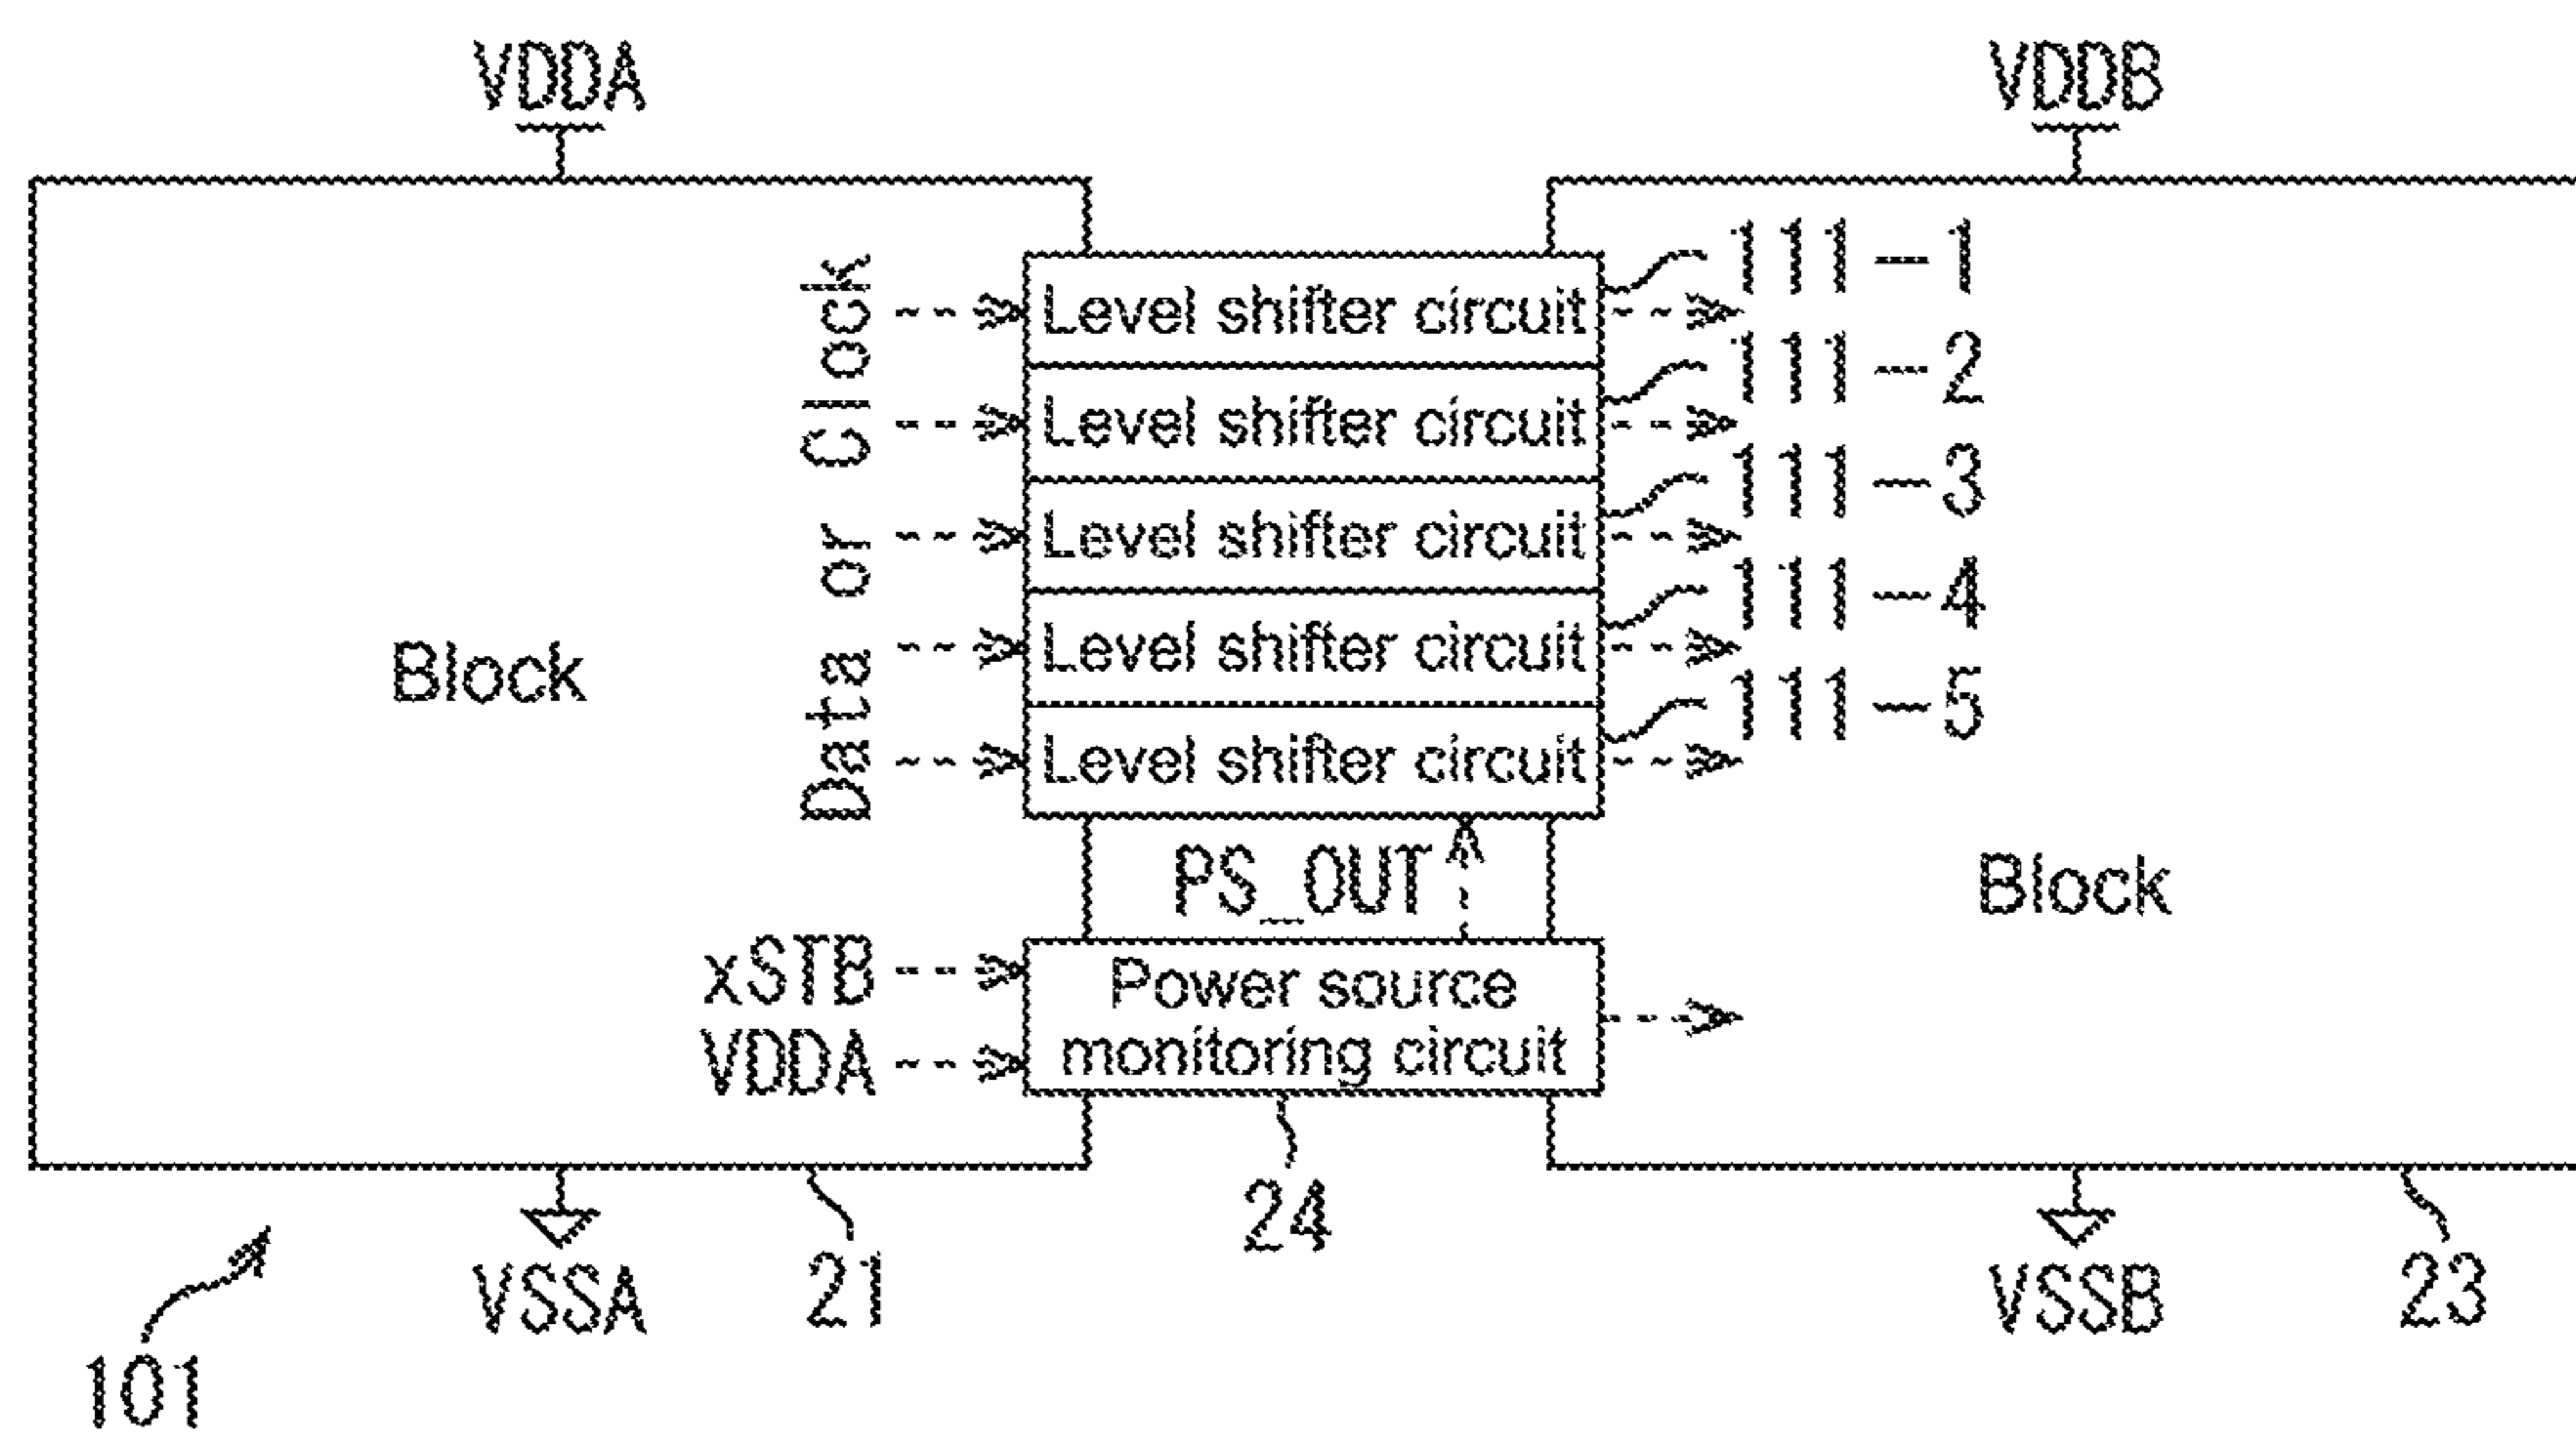 VDDA
VDDB
Data or Clock
Level shifter circuit
111-1
Level shifter circuit
111-2
Level shifter circuit
111-3
Level shifter circuit
111-4
Level shifter circuit
111-5
Block
Block
PS_OUT
xSTB
VDDA
Power source
monitoring circuit
24
21
23
VSSA
VSSB
101